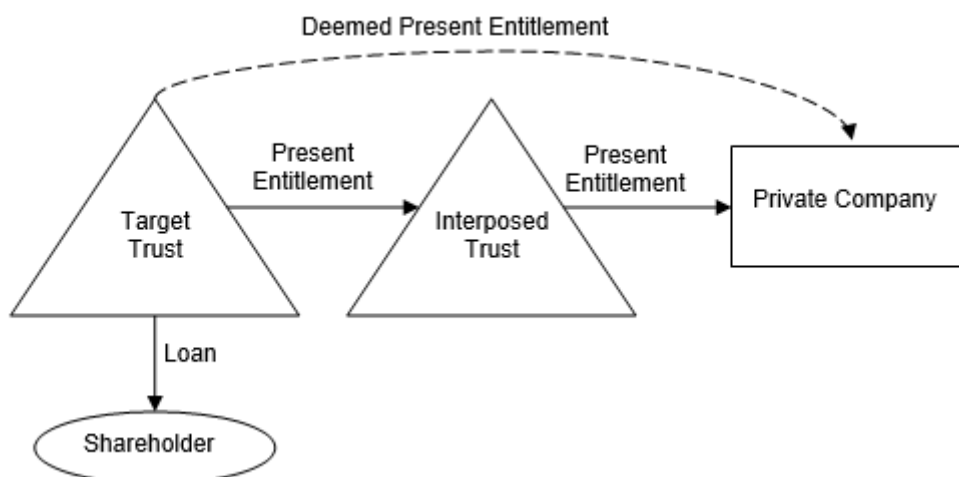 Deemed Present Entitlement
Present
Entitlement
Present
Entitlement
Target
Trust
Interposed
Trust
Private Company
Loan
Shareholder